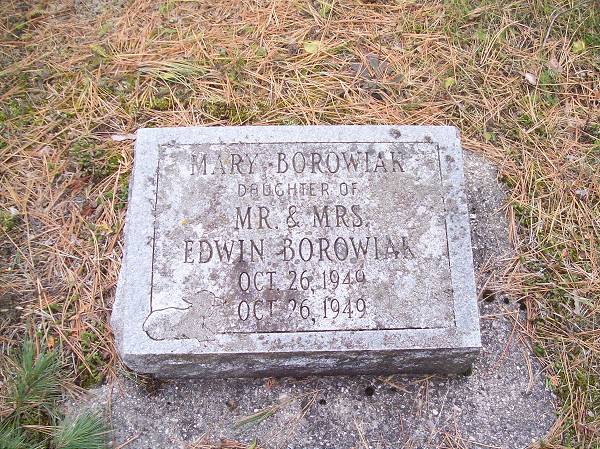 MARY BOROWIAK
DAUGHTER OF
MR. & MRS.
EDWIN BOROWIAK
OCT. 26, 1949
OCT 26, 1949